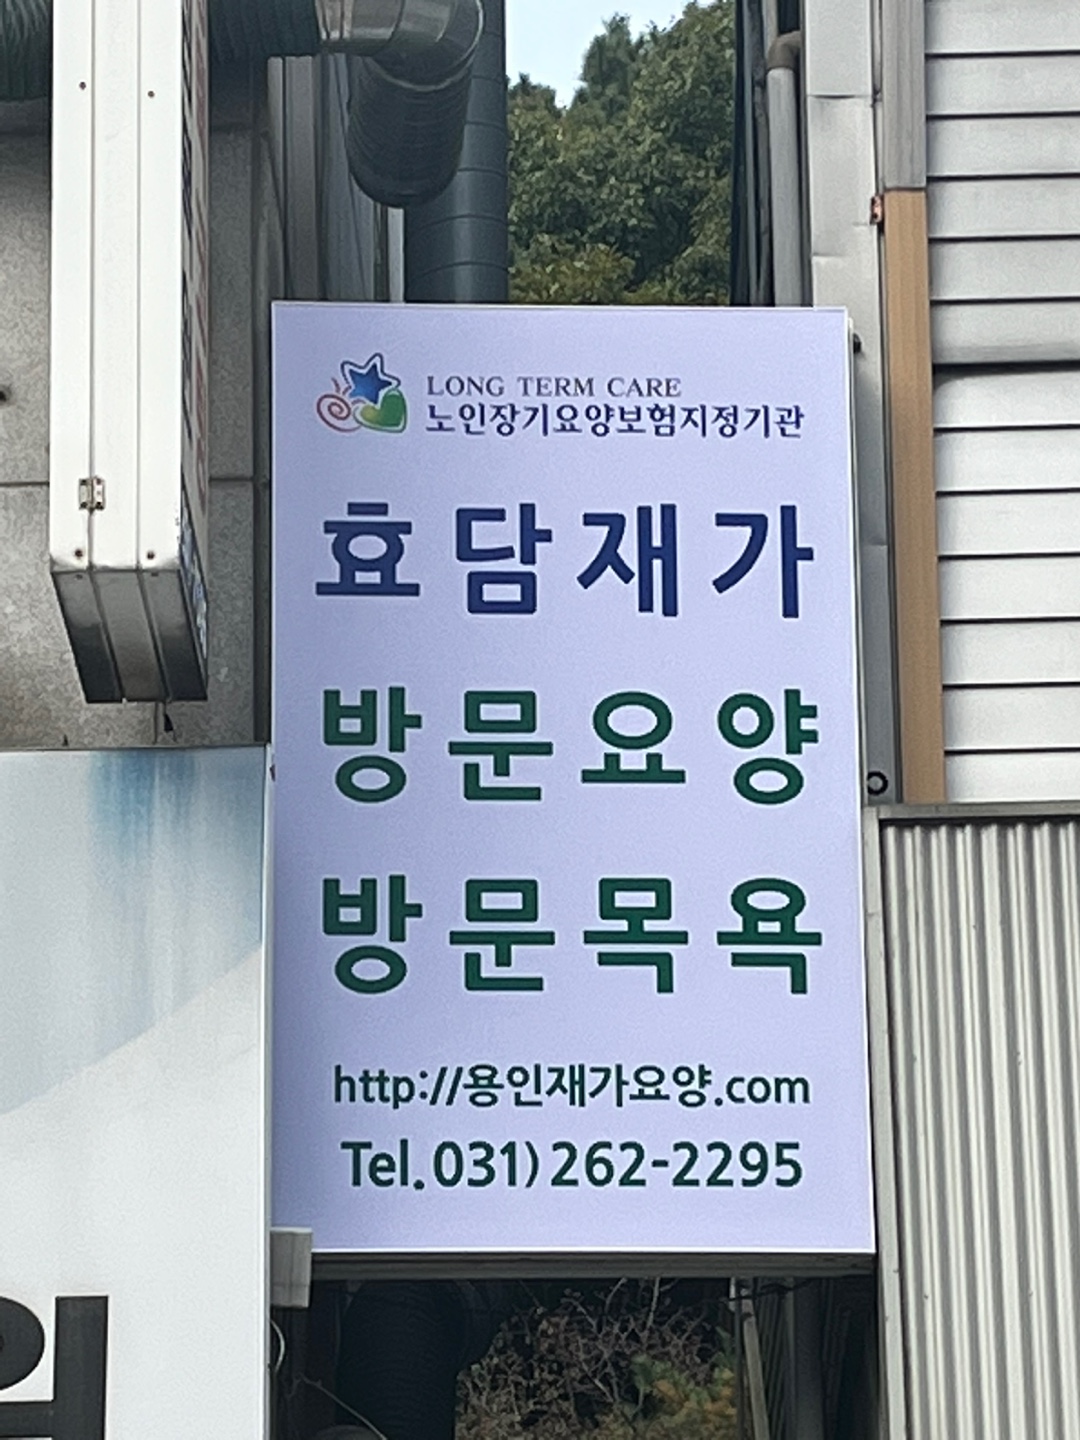 LONG TERM CARE
노인장기요양보험지정기관
효담재가
방문요양
방문목욕
http://용인재가요양.com
Tel.031)262-2295